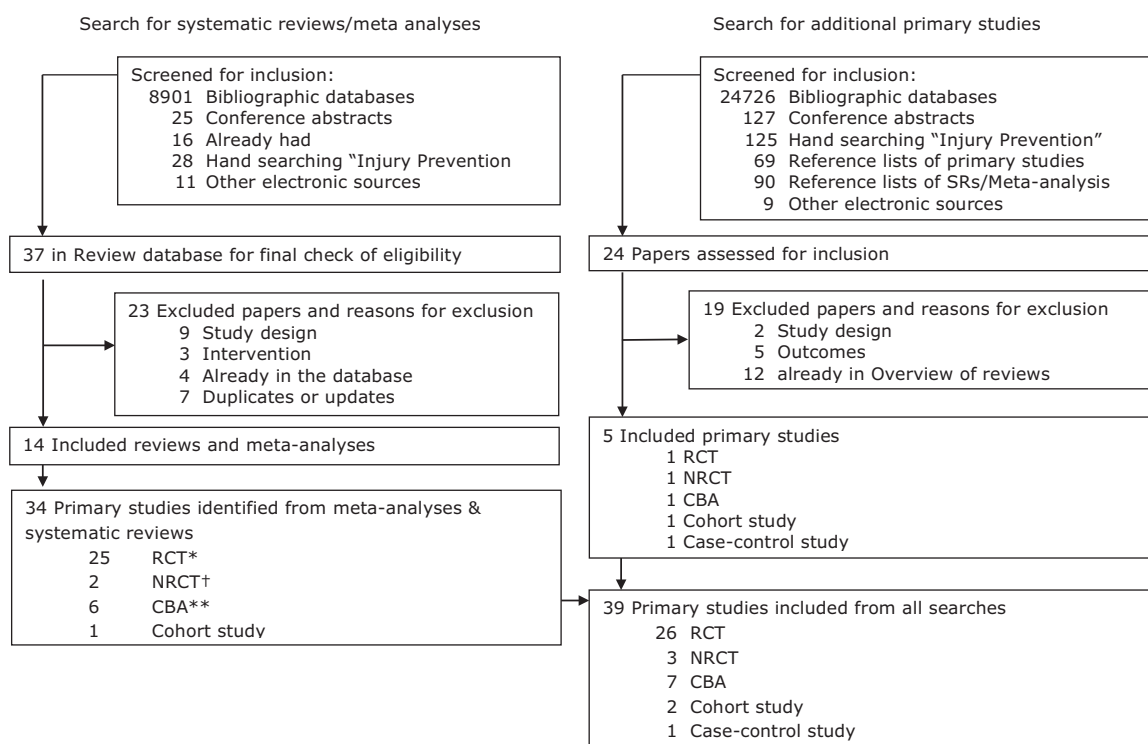 Search for systematic reviews/meta analyses
Screened for inclusion:
8901 Bibliographic databases
25 Conference abstracts
16 Already had
28 Hand searching “Injury Prevention
11 Other electronic sources
37 in Review database for final check of eligibility
23 Excluded papers and reasons for exclusion
9 Study design
3 Intervention
4 Already in the database
7 Duplicates or updates
14 Included reviews and meta-analyses
34 Primary studies identified from meta-analyses &
systematic reviews
25 RCT*
2 NRCT†
6 CBA**
1 Cohort study
Search for additional primary studies
Screened for inclusion:
24726 Bibliographic databases
127 Conference abstracts
125 Hand searching “Injury Prevention”
69 Reference lists of primary studies
90 Reference lists of SRs/Meta-analysis
9 Other electronic sources
24 Papers assessed for inclusion
19 Excluded papers and reasons for exclusion
2 Study design
5 Outcomes
12 already in Overview of reviews
5 Included primary studies
1 RCT
1 NRCT
1 CBA
1 Cohort study
1 Case-control study
39 Primary studies included from all searches
26 RCT
3 NRCT
7 CBA
2 Cohort study
1 Case-control study